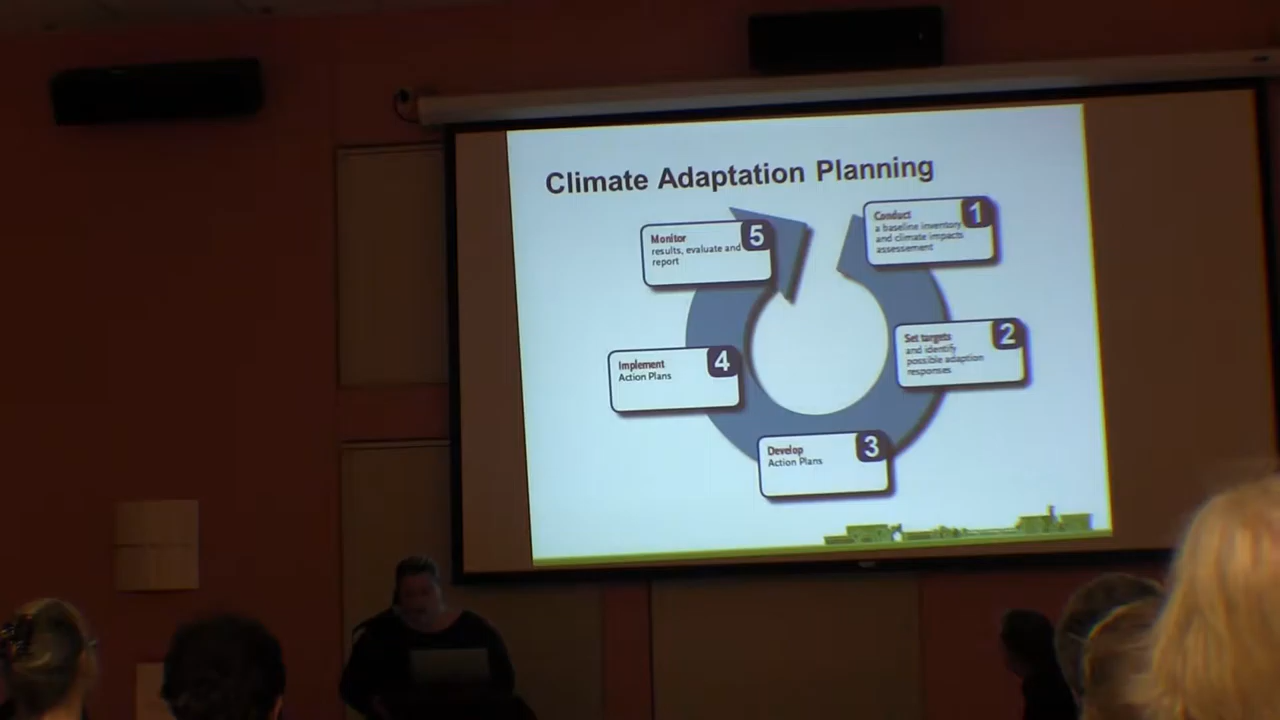 Climate Adaptation Planning
1
Conduct
a baseline inventory
and climate impacts
assessement
2
Set targets
and identify
possible adaption
responses
3
Develop
Action Plans
4
Implement
Action Plans
5
Monitor
results, evaluate and
report